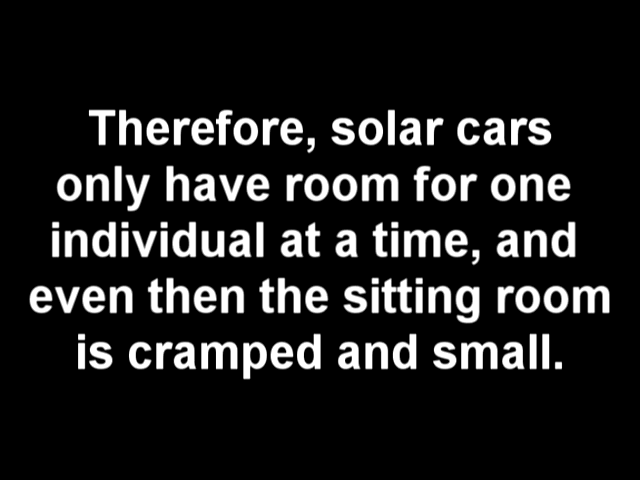 Therefore, solar cars
only have room for one
individual at a time, and
even then the sitting room
is cramped and small.